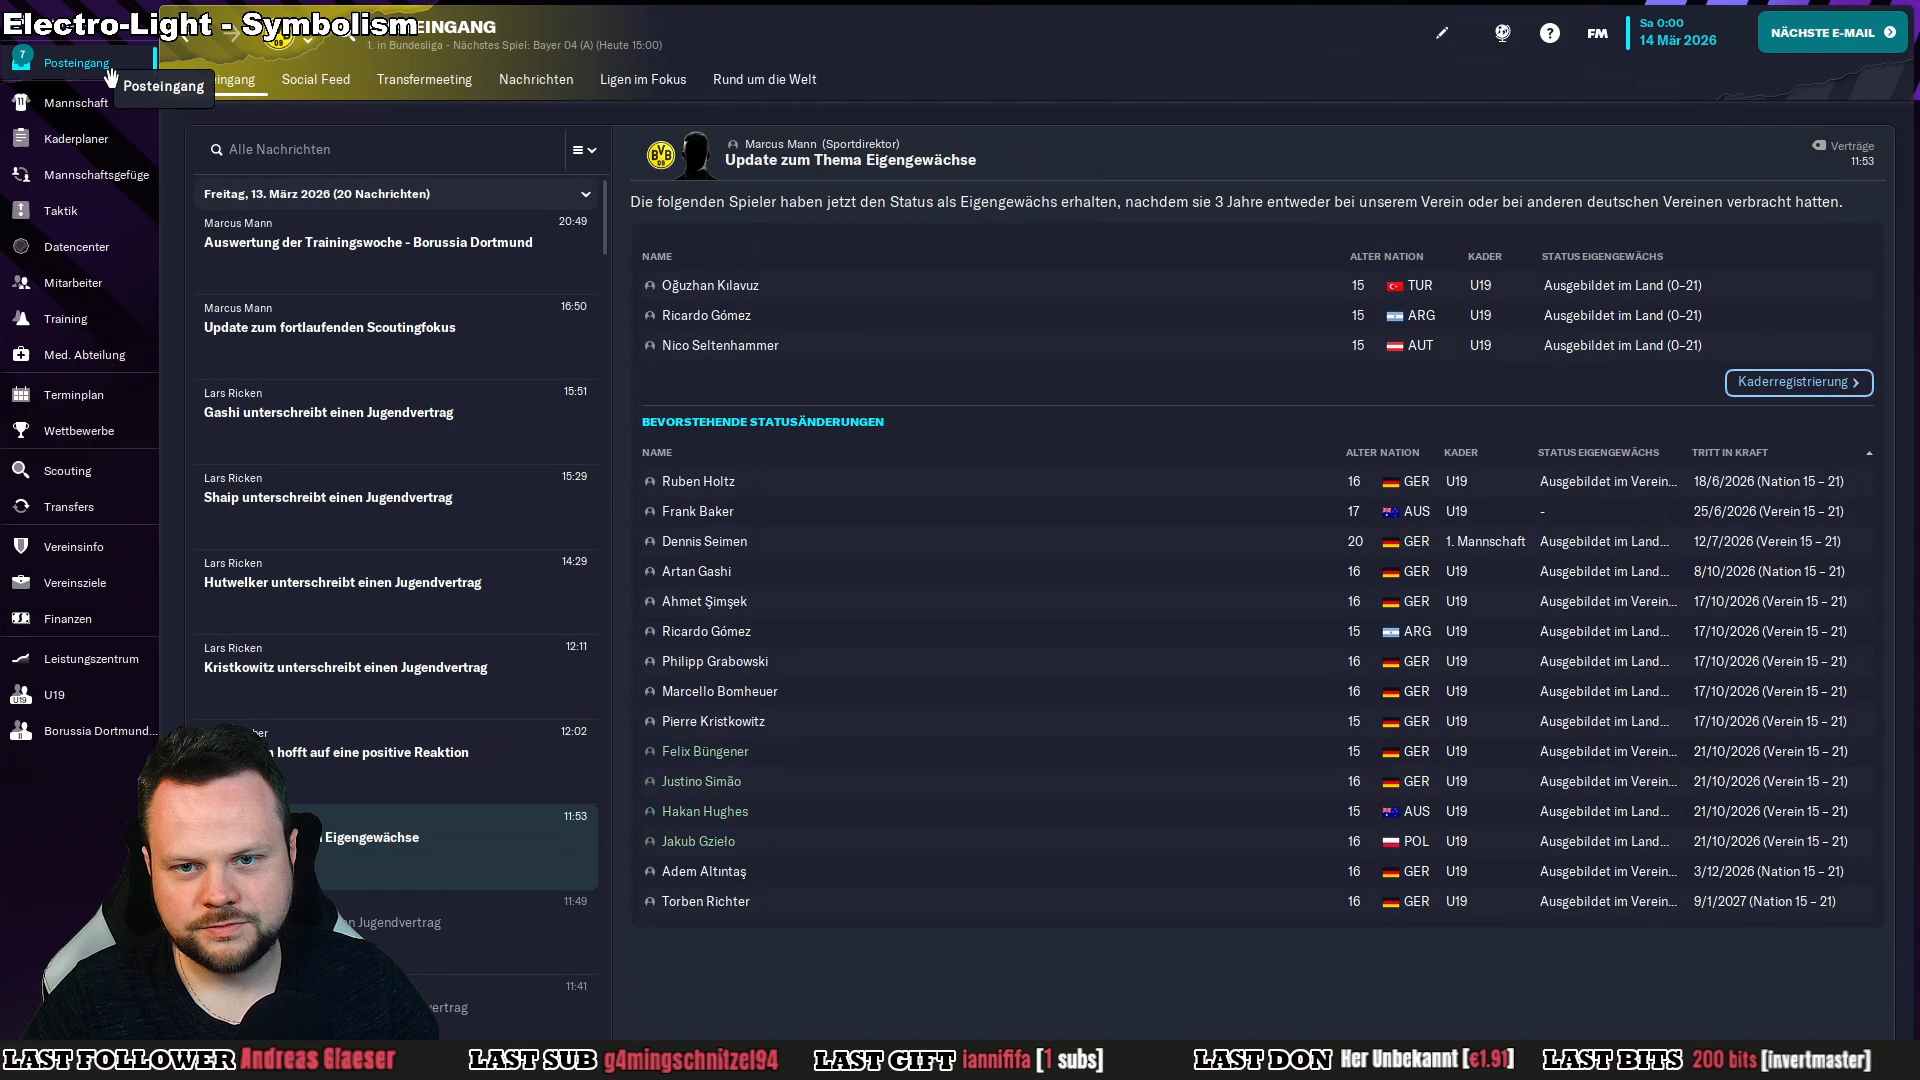 Electro-Light - Symbolism
EINGANG
1. in Bundesliga - Nächstes Spiel: Bayer 04 (A) (Heute 15:00)
FM
Sa 0:00
14 Mär 2026
NÄCHSTE E-MAIL
eingang
Social Feed
Transfermeeting
Nachrichten
Ligen im Fokus
Rund um die Welt
7
Posteingang
Posteingang
Mannschaft
Kaderplaner
Mannschaftsgefüge
Taktik
Datencenter
Mitarbeiter
Training
Med. Abteilung
Terminplan
Wettbewerbe
Scouting
Transfers
Vereinsinfo
Vereinsziele
Finanzen
Leistungszentrum
U19
Borussia Dortmund...
Alle Nachrichten
Freitag, 13. März 2026 (20 Nachrichten)
Marcus Mann 20:49
Auswertung der Trainingswoche - Borussia Dortmund
Marcus Mann 16:50
Update zum fortlaufenden Scoutingfokus
Lars Ricken 15:51
Gashi unterschreibt einen Jugendvertrag
Lars Ricken 15:29
Shaip unterschreibt einen Jugendvertrag
Lars Ricken 14:29
Hutwelker unterschreibt einen Jugendvertrag
Lars Ricken 12:11
Kristkowitz unterschreibt einen Jugendvertrag
12:02
hofft auf eine positive Reaktion
11:53
Eigengewächse
11:49
Jugendvertrag
11:41
BVB 09
Marcus Mann (Sportdirektor)
Update zum Thema Eigengewächse
Verträge
11:53
Die folgenden Spieler haben jetzt den Status als Eigengewächs erhalten, nachdem sie 3 Jahre entweder bei unserem Verein oder bei anderen deutschen Vereinen verbracht hatten.
NAME ALTER NATION KADER STATUS EIGENGEWÄCHS
Oğuzhan Kılavuz 15 TUR U19 Ausgebildet im Land (0–21)
Ricardo Gómez 15 ARG U19 Ausgebildet im Land (0–21)
Nico Seltenhammer 15 AUT U19 Ausgebildet im Land (0–21)
Kaderregistrierung
BEVORSTEHENDE STATUSÄNDERUNGEN
NAME ALTER NATION KADER STATUS EIGENGEWÄCHS TRITT IN KRAFT
Ruben Holtz 16 GER U19 Ausgebildet im Verein... 18/6/2026 (Nation 15 – 21)
Frank Baker 17 AUS U19 - 25/6/2026 (Verein 15 – 21)
Dennis Seimen 20 GER 1. Mannschaft Ausgebildet im Land... 12/7/2026 (Verein 15 – 21)
Artan Gashi 16 GER U19 Ausgebildet im Land... 8/10/2026 (Nation 15 – 21)
Ahmet Şimşek 16 GER U19 Ausgebildet im Verein... 17/10/2026 (Verein 15 – 21)
Ricardo Gómez 15 ARG U19 Ausgebildet im Land... 17/10/2026 (Verein 15 – 21)
Philipp Grabowski 16 GER U19 Ausgebildet im Land... 17/10/2026 (Verein 15 – 21)
Marcello Bomheuer 16 GER U19 Ausgebildet im Land... 17/10/2026 (Verein 15 – 21)
Pierre Kristkowitz 15 GER U19 Ausgebildet im Land... 17/10/2026 (Verein 15 – 21)
Felix Büngener 15 GER U19 Ausgebildet im Verein... 21/10/2026 (Verein 15 – 21)
Justino Simão 16 GER U19 Ausgebildet im Verein... 21/10/2026 (Verein 15 – 21)
Hakan Hughes 15 AUS U19 Ausgebildet im Land... 21/10/2026 (Verein 15 – 21)
Jakub Gzieło 16 POL U19 Ausgebildet im Land... 21/10/2026 (Verein 15 – 21)
Adem Altıntaş 16 GER U19 Ausgebildet im Verein... 3/12/2026 (Nation 15 – 21)
Torben Richter 16 GER U19 Ausgebildet im Verein... 9/1/2027 (Nation 15 – 21)
LAST FOLLOWER Andreas Glaeser
LAST SUB g4mingschnitzel94
LAST GIFT iannififa [1 subs]
LAST DON Her Unbekannt [€1.91]
LAST BITS 200 bits [invertmaster]